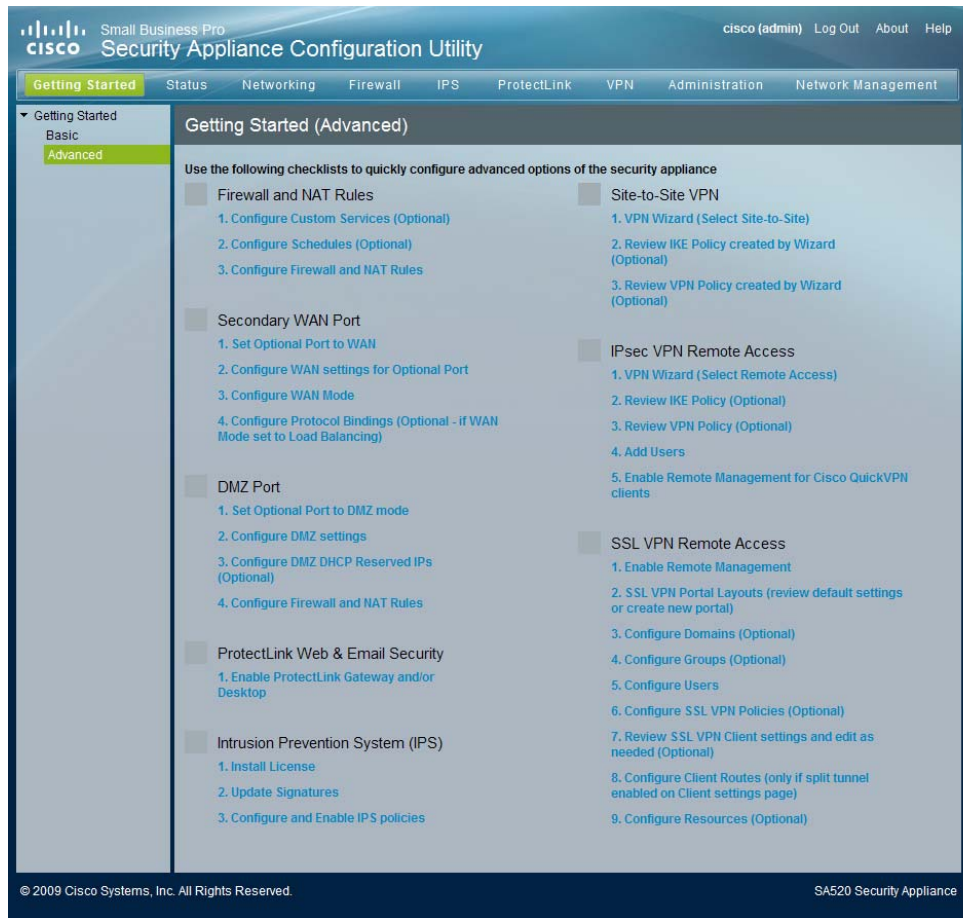 Small Business Pro
cisco Security Appliance Configuration Utility
cisco (admin) Log Out About Help
Getting Started Status Networking Firewall IPS ProtectLink VPN Administration Network Management
Getting Started
Basic
Advanced
Getting Started (Advanced)
Use the following checklists to quickly configure advanced options of the security appliance
Firewall and NAT Rules
1. Configure Custom Services (Optional)
2. Configure Schedules (Optional)
3. Configure Firewall and NAT Rules
Secondary WAN Port
1. Set Optional Port to WAN
2. Configure WAN settings for Optional Port
3. Configure WAN Mode
4. Configure Protocol Bindings (Optional - if WAN
Mode set to Load Balancing)
DMZ Port
1. Set Optional Port to DMZ mode
2. Configure DMZ settings
3. Configure DMZ DHCP Reserved IPs
(Optional)
4. Configure Firewall and NAT Rules
ProtectLink Web & Email Security
1. Enable ProtectLink Gateway and/or
Desktop
Intrusion Prevention System (IPS)
1. Install License
2. Update Signatures
3. Configure and Enable IPS policies
Site-to-Site VPN
1. VPN Wizard (Select Site-to-Site)
2. Review IKE Policy created by Wizard
(Optional)
3. Review VPN Policy created by Wizard
(Optional)
IPsec VPN Remote Access
1. VPN Wizard (Select Remote Access)
2. Review IKE Policy (Optional)
3. Review VPN Policy (Optional)
4. Add Users
5. Enable Remote Management for Cisco QuickVPN
clients
SSL VPN Remote Access
1. Enable Remote Management
2. SSL VPN Portal Layouts (review default settings
or create new portal)
3. Configure Domains (Optional)
4. Configure Groups (Optional)
5. Configure Users
6. Configure SSL VPN Policies (Optional)
7. Review SSL VPN Client settings and edit as
needed (Optional)
8. Configure Client Routes (only if split tunnel
enabled on Client settings page)
9. Configure Resources (Optional)
© 2009 Cisco Systems, Inc. All Rights Reserved.
SA520 Security Appliance